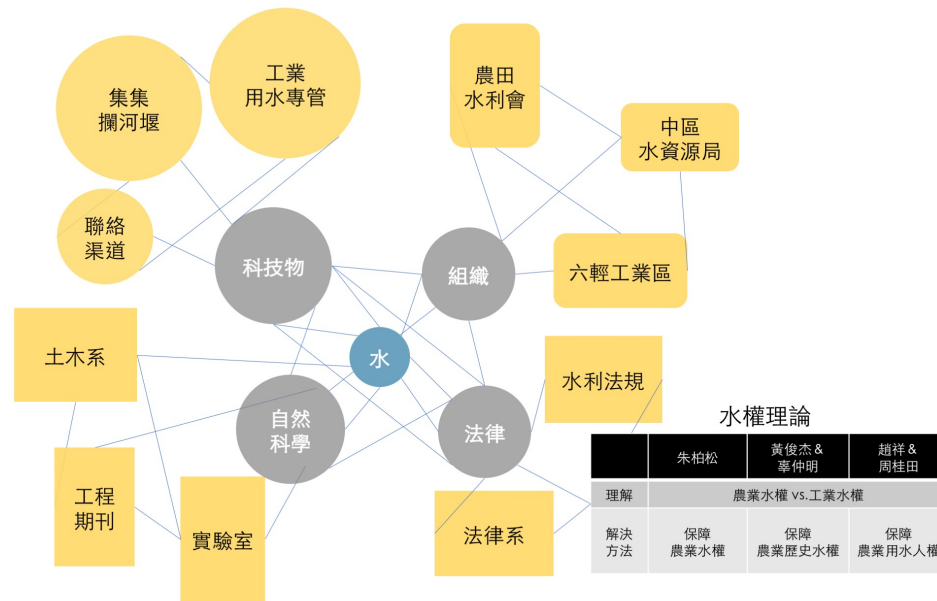 集集
攔河堰
工業
用水專管
農田
水利會
中區
水資源局
聯絡
渠道
科技物
組織
六輕工業區
水
土木系
自然
科學
法律
水利法規
工程
期刊
實驗室
法律系
水權理論
朱柏松
黃俊杰&
辜仲明
趙祥&
周桂田
理解
農業水權 vs.工業水權
解決
方法
保障
農業水權
保障
農業歷史水權
保障
農業用水人權